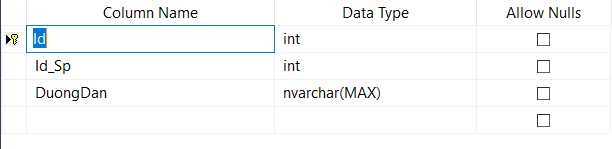 Column Name Data Type Allow Nulls
Id int
Id_Sp int
DuongDan nvarchar(MAX)